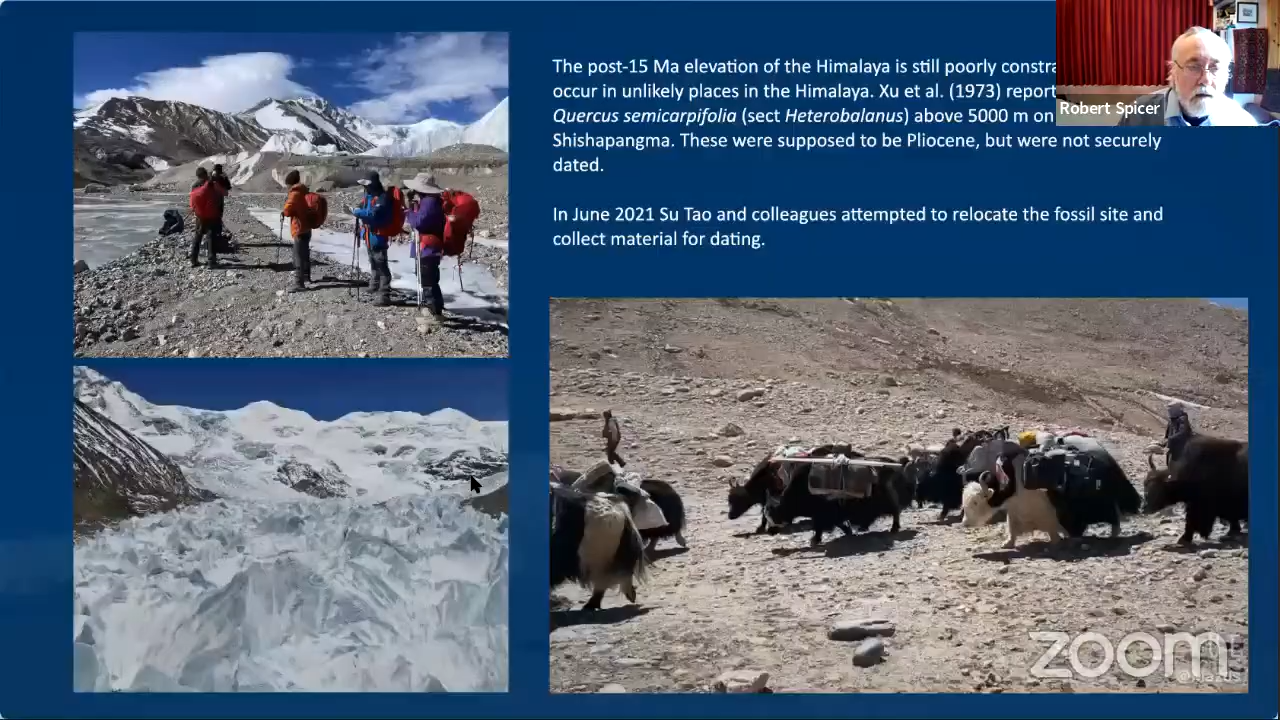 The post-15 Ma elevation of the Himalaya is still poorly constra
occur in unlikely places in the Himalaya. Xu et al. (1973) report
Quercus semicarpifolia (sect Heterobalanus) above 5000 m on
Shishapangma. These were supposed to be Pliocene, but were not securely
dated.
In June 2021 Su Tao and colleagues attempted to relocate the fossil site and
collect material for dating.
Robert Spicer
zoom